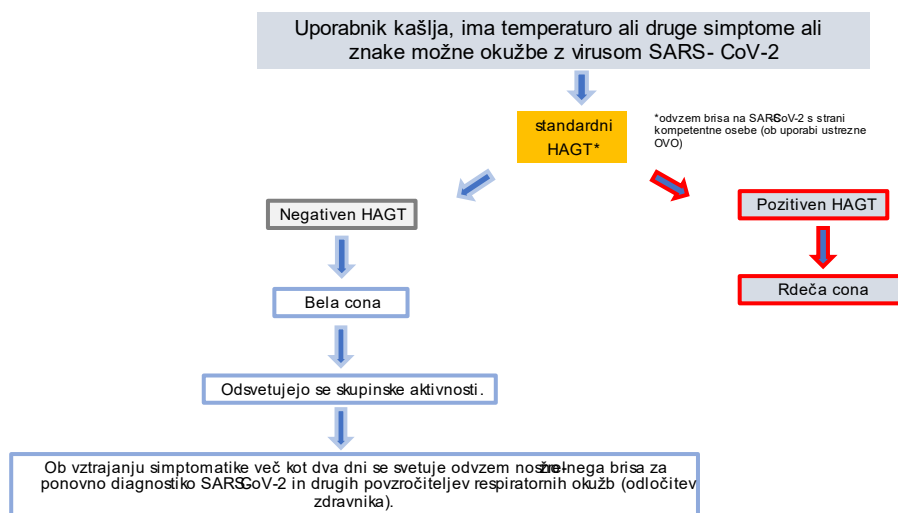 Uporabnik kašlja, ima temperaturo ali druge simptome ali
znake možne okužbe z virusom SARS- CoV-2
standardni
HAGT*
*odvzem brisa na SARS-CoV-2 s strani
kompetentne osebe (ob uporabi ustrezne
OVO)
Negativen HAGT
Pozitiven HAGT
Bela cona
Rdeča cona
Odsvetujejo se skupinske aktivnosti.
Ob vztrajanju simptomatike več kot dva dni se svetuje odvzem nosno-žrelnega brisa za
ponovno diagnostiko SARS-CoV-2 in drugih povzročiteljev respiratornih okužb (odločitev
zdravnika).